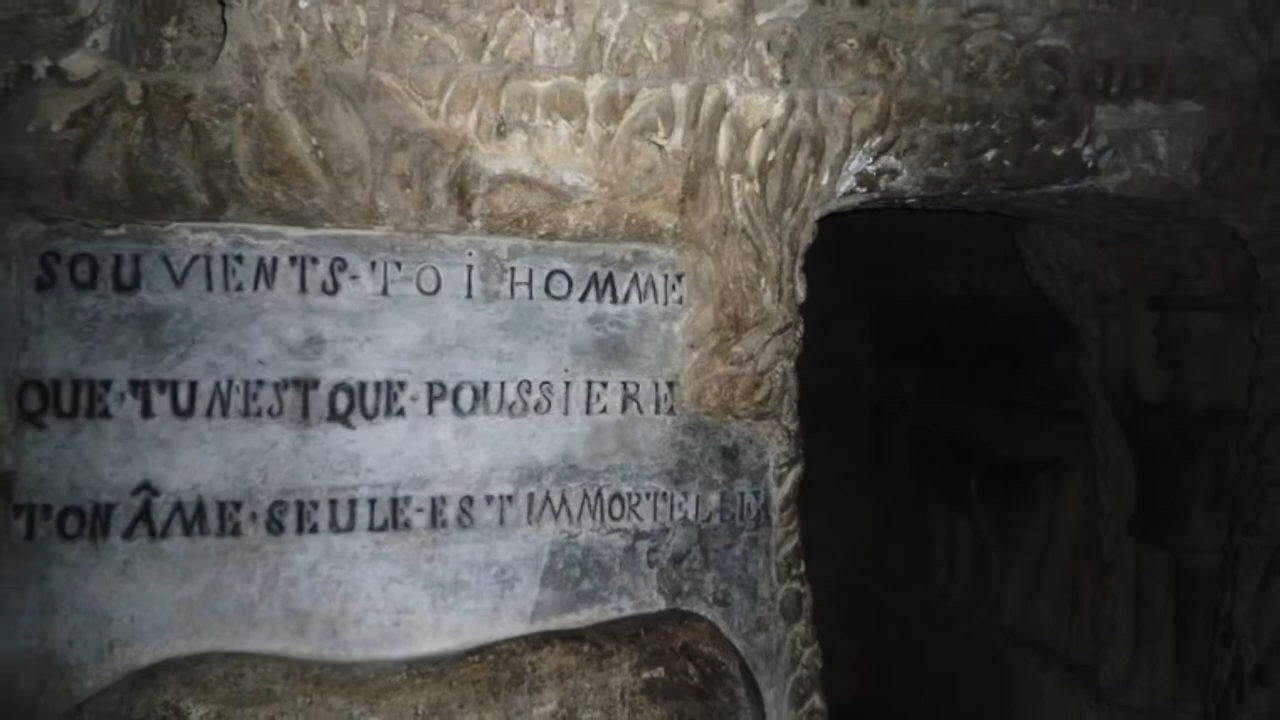 SOUVIENTS-TOI HOMME
QUE·TU N'EST QUE·POUSSIERE
TON ÂME·SEULE-EST IMMORTELLE